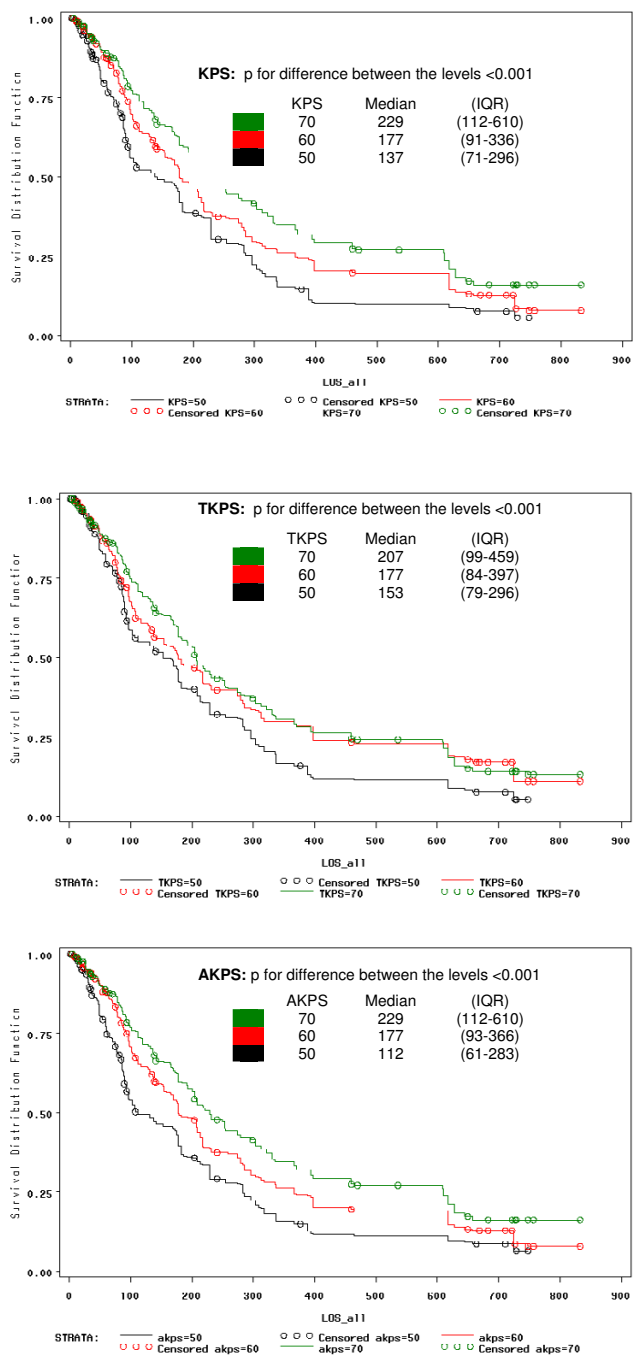 KPS: p for difference between the levels <0.001
KPS Median (IQR)
70 229 (112-610)
60 177 (91-336)
50 137 (71-296)
Survival Distribution Function
1.00
0.75
0.50
0.25
0.00
0 100 200 300 400 500 600 700 800 900
LOS_all
STRATA: KPS=50 Censored KPS=50 KPS=60
Censored KPS=60 KPS=70 Censored KPS=70
TKPS: p for difference between the levels <0.001
TKPS Median (IQR)
70 207 (99-459)
60 177 (84-397)
50 153 (79-296)
Survival Distribution Function
1.00
0.75
0.50
0.25
0.00
0 100 200 300 400 500 600 700 800 900
LOS_all
STRATA: TKPS=50 Censored TKPS=50 TKPS=60
Censored TKPS=60 TKPS=70 Censored TKPS=70
AKPS: p for difference between the levels <0.001
AKPS Median (IQR)
70 229 (112-610)
60 177 (93-366)
50 112 (61-283)
Survival Distribution Function
1.00
0.75
0.50
0.25
0.00
0 100 200 300 400 500 600 700 800 900
LOS_all
STRATA: akps=50 Censored akps=50 akps=60
Censored akps=60 akps=70 Censored akps=70